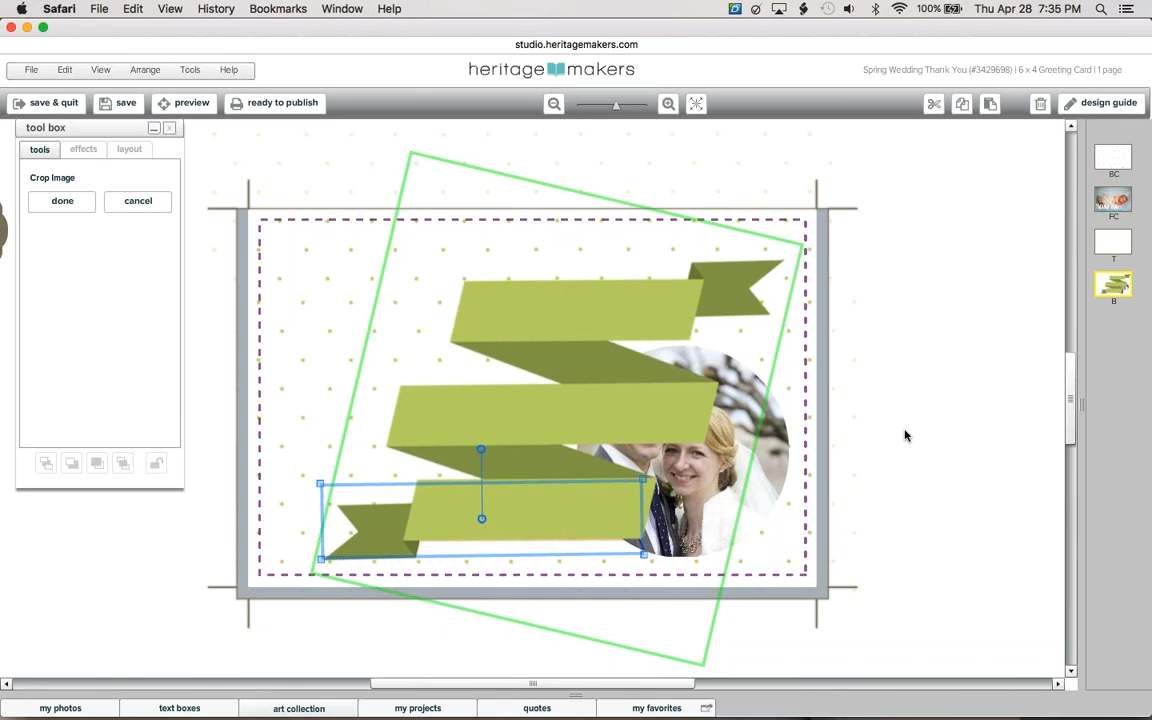 Safari File Edit View History Bookmarks Window Help 100% Thu Apr 28 7:35 PM
studio.heritagemakers.com
File Edit View Arrange Tools Help heritage makers Spring Wedding Thank You (#3429698) | 6 x 4 Greeting Card | 1 page
save & quit save preview ready to publish design guide
tool box
tools effects layout
Crop Image
done cancel
BC
FC
T
B
my photos text boxes art collection my projects quotes my favorites